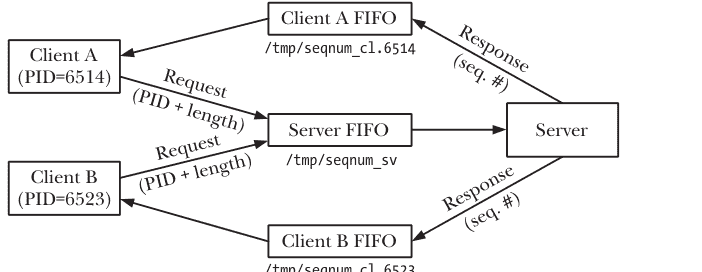 Client A FIFO
/tmp/seqnum_cl.6514
Client A
(PID=6514)
Request
(PID + length)
Response
(seq. #)
Server FIFO
/tmp/seqnum_sv
Server
Client B
(PID=6523)
Request
(PID + length)
Response
(seq. #)
Client B FIFO
/tmp/seqnum_cl.6523